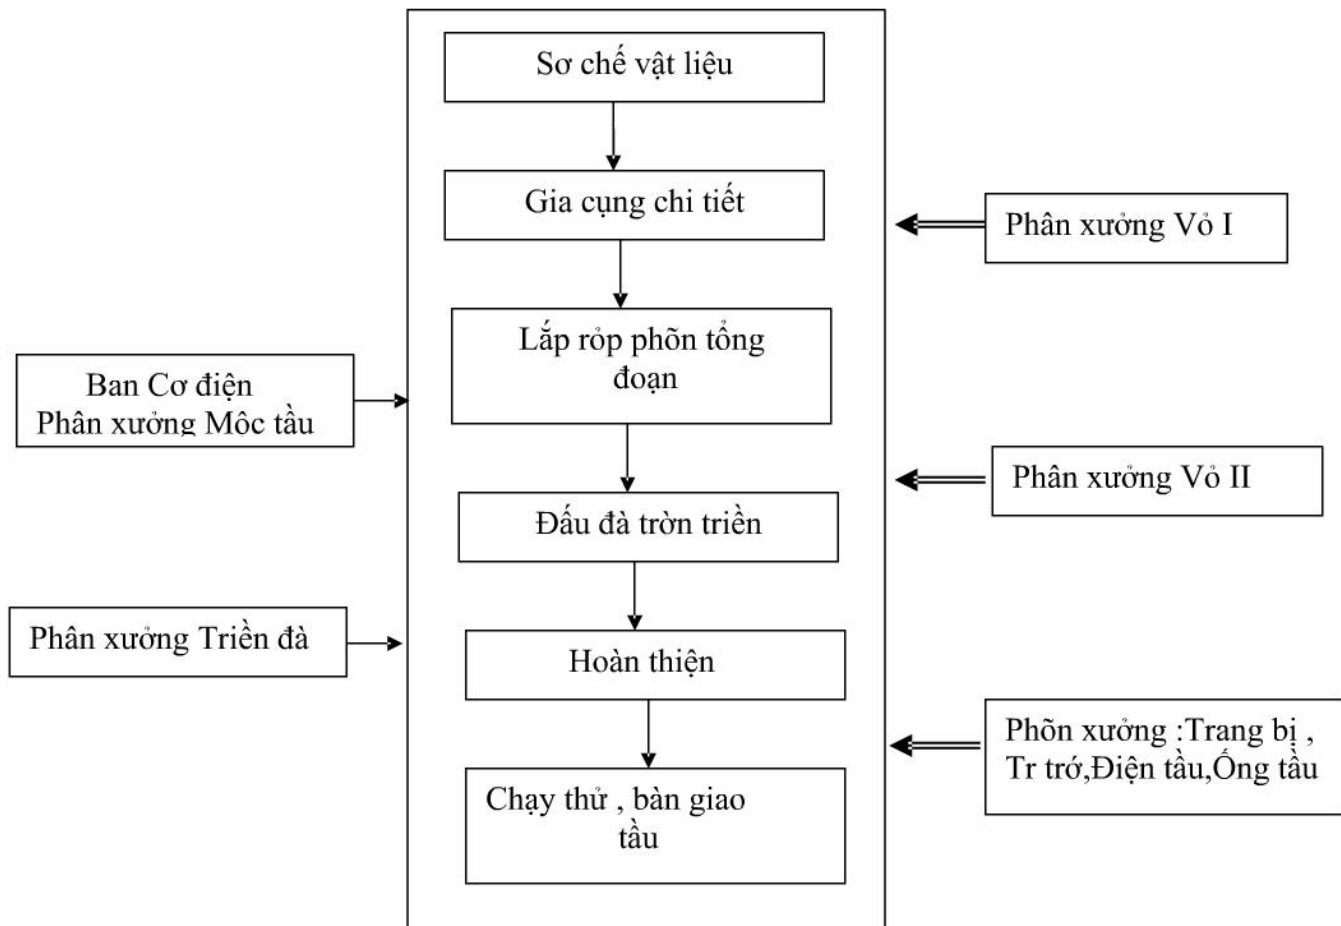 Sơ chế vật liệu
Gia cụng chi tiết
Lắp rỏp phõn tổng
đoạn
Đấu đà trờn triền
Hoàn thiện
Chạy thử , bàn giao
tầu
Ban Cơ điện
Phân xưởng Mộc tầu
Phân xưởng Triền đà
Phân xưởng Vỏ I
Phân xưởng Vỏ II
Phõn xưởng :Trang bị ,
Tr trớ,Điện tầu,Ống tầu